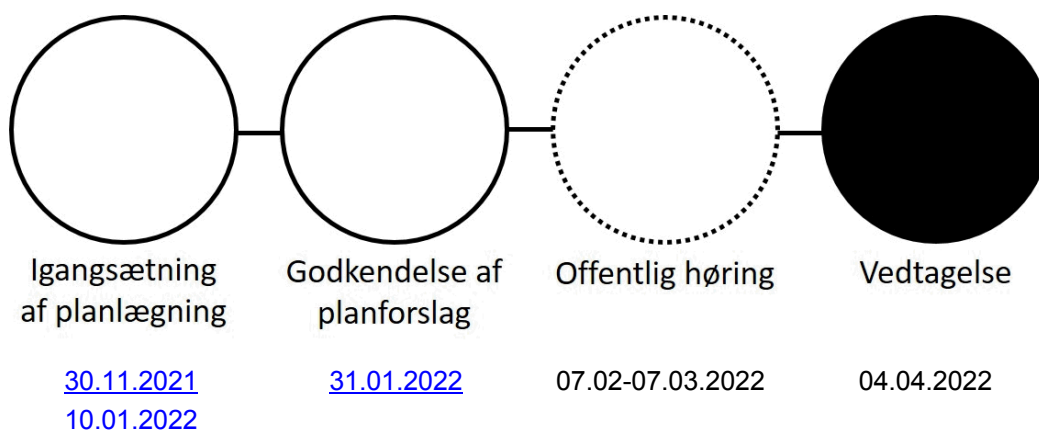 Igangsætning
af planlægning
Godkendelse af
planforslag
Offentlig høring
Vedtagelse
30.11.2021
10.01.2022
31.01.2022
07.02-07.03.2022
04.04.2022